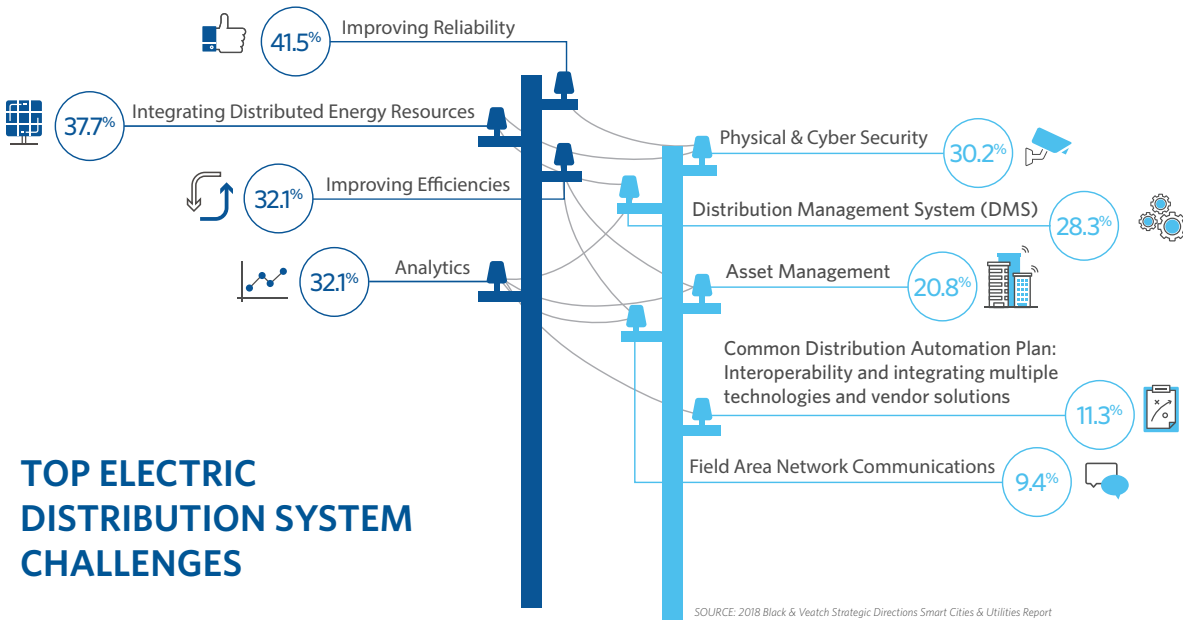 41.5%
Improving Reliability
37.7%
Integrating Distributed Energy Resources
32.1%
Improving Efficiencies
32.1%
Analytics
Physical & Cyber Security
30.2%
Distribution Management System (DMS)
28.3%
Asset Management
20.8%
Common Distribution Automation Plan:
Interoperability and integrating multiple
technologies and vendor solutions
11.3%
Field Area Network Communications
9.4%
TOP ELECTRIC
DISTRIBUTION SYSTEM
CHALLENGES
SOURCE: 2018 Black & Veatch Strategic Directions Smart Cities & Utilities Report